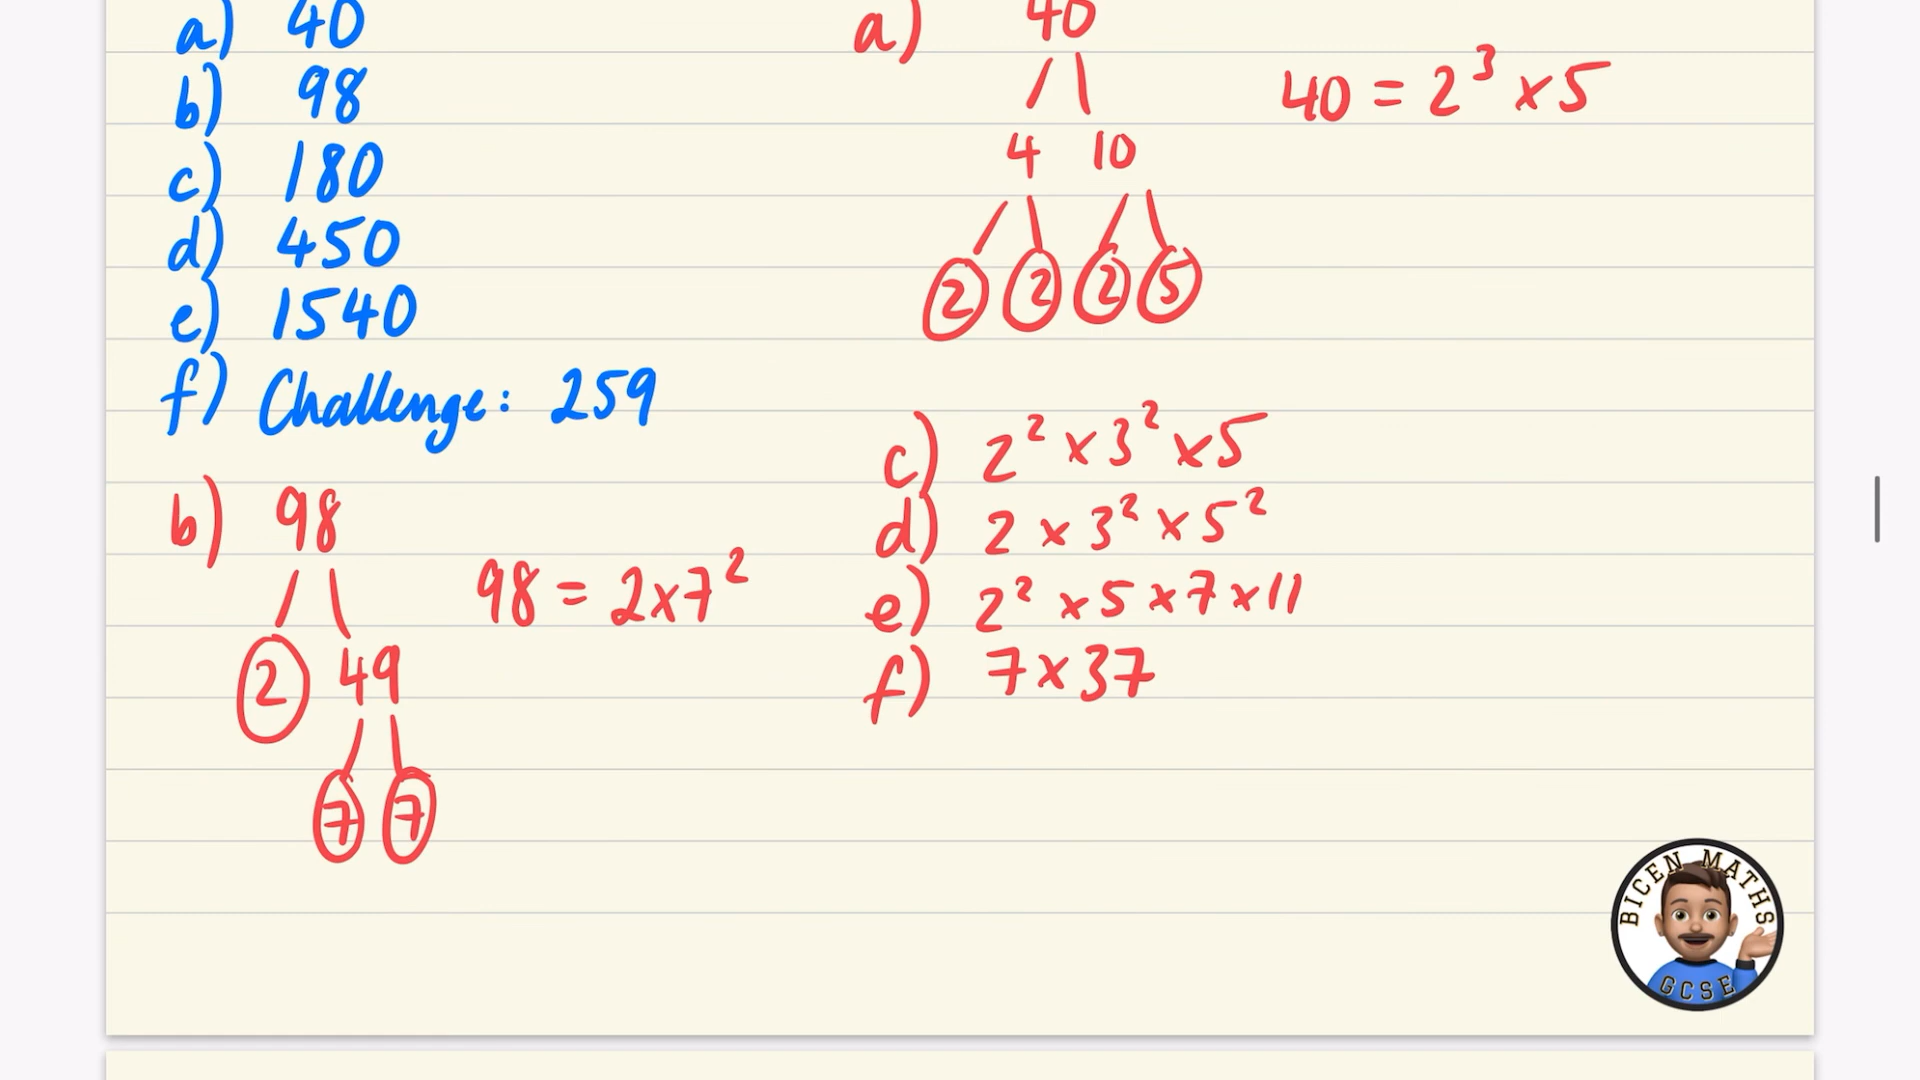 a) 40
b) 98
c) 180
d) 450
e) 1540
f) Challenge: 259
b) 98
2 49
7 7
98 = 2 × 7²
a) 40
4 10
2 2 2 5
40 = 2³ × 5
c) 2² × 3² × 5
d) 2 × 3² × 5²
e) 2² × 5 × 7 × 11
f) 7 × 37
BICEN MATHS
GCSE